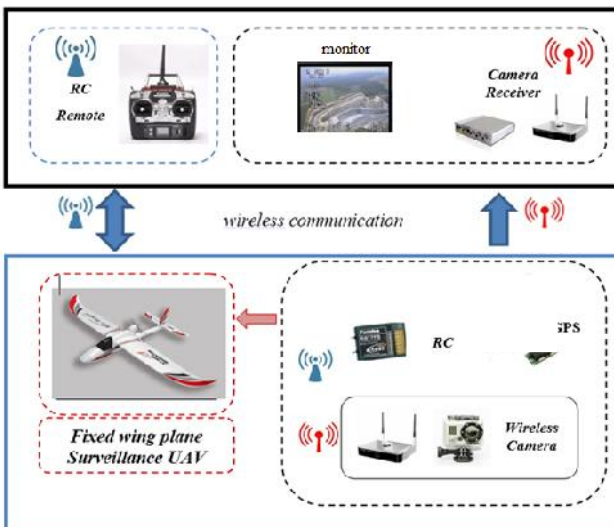 monitor
RC
Remote
Camera
Receiver
wireless communication
RC
GPS
Wireless
Camera
Fixed wing plane
Surveillance UAV